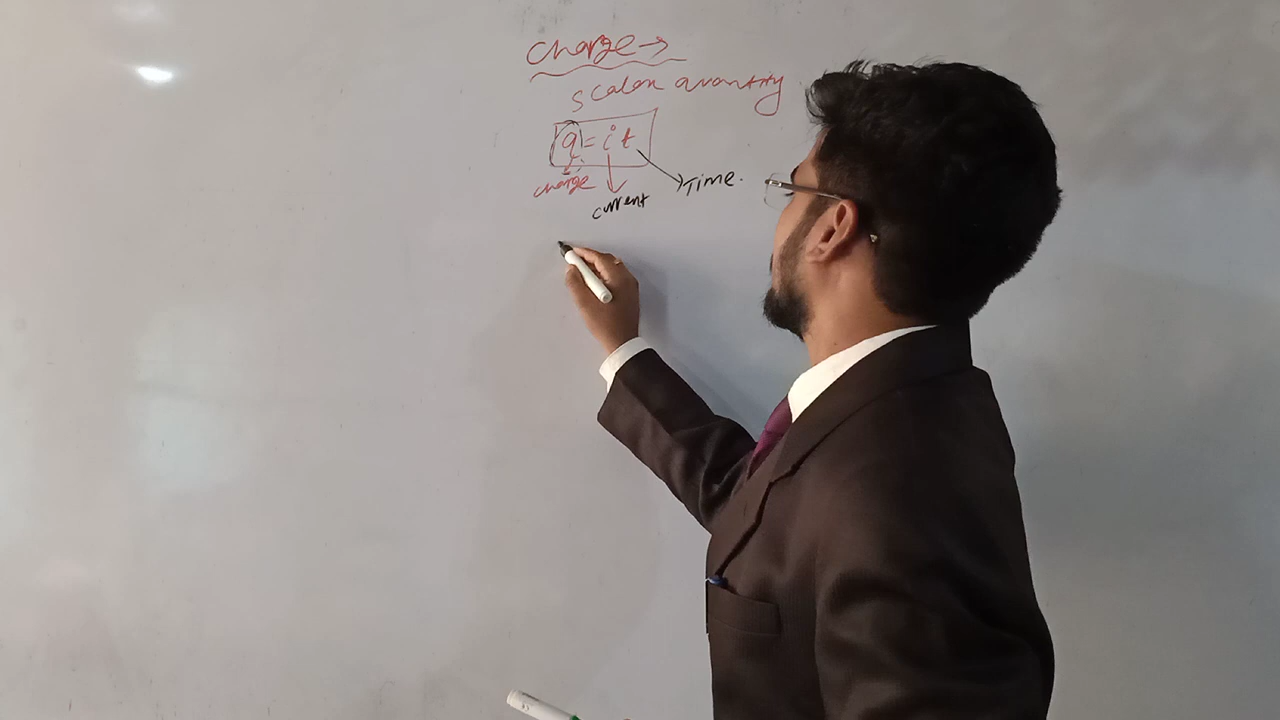 Charge →
scalar quantity
q = i t
charge
current
Time.